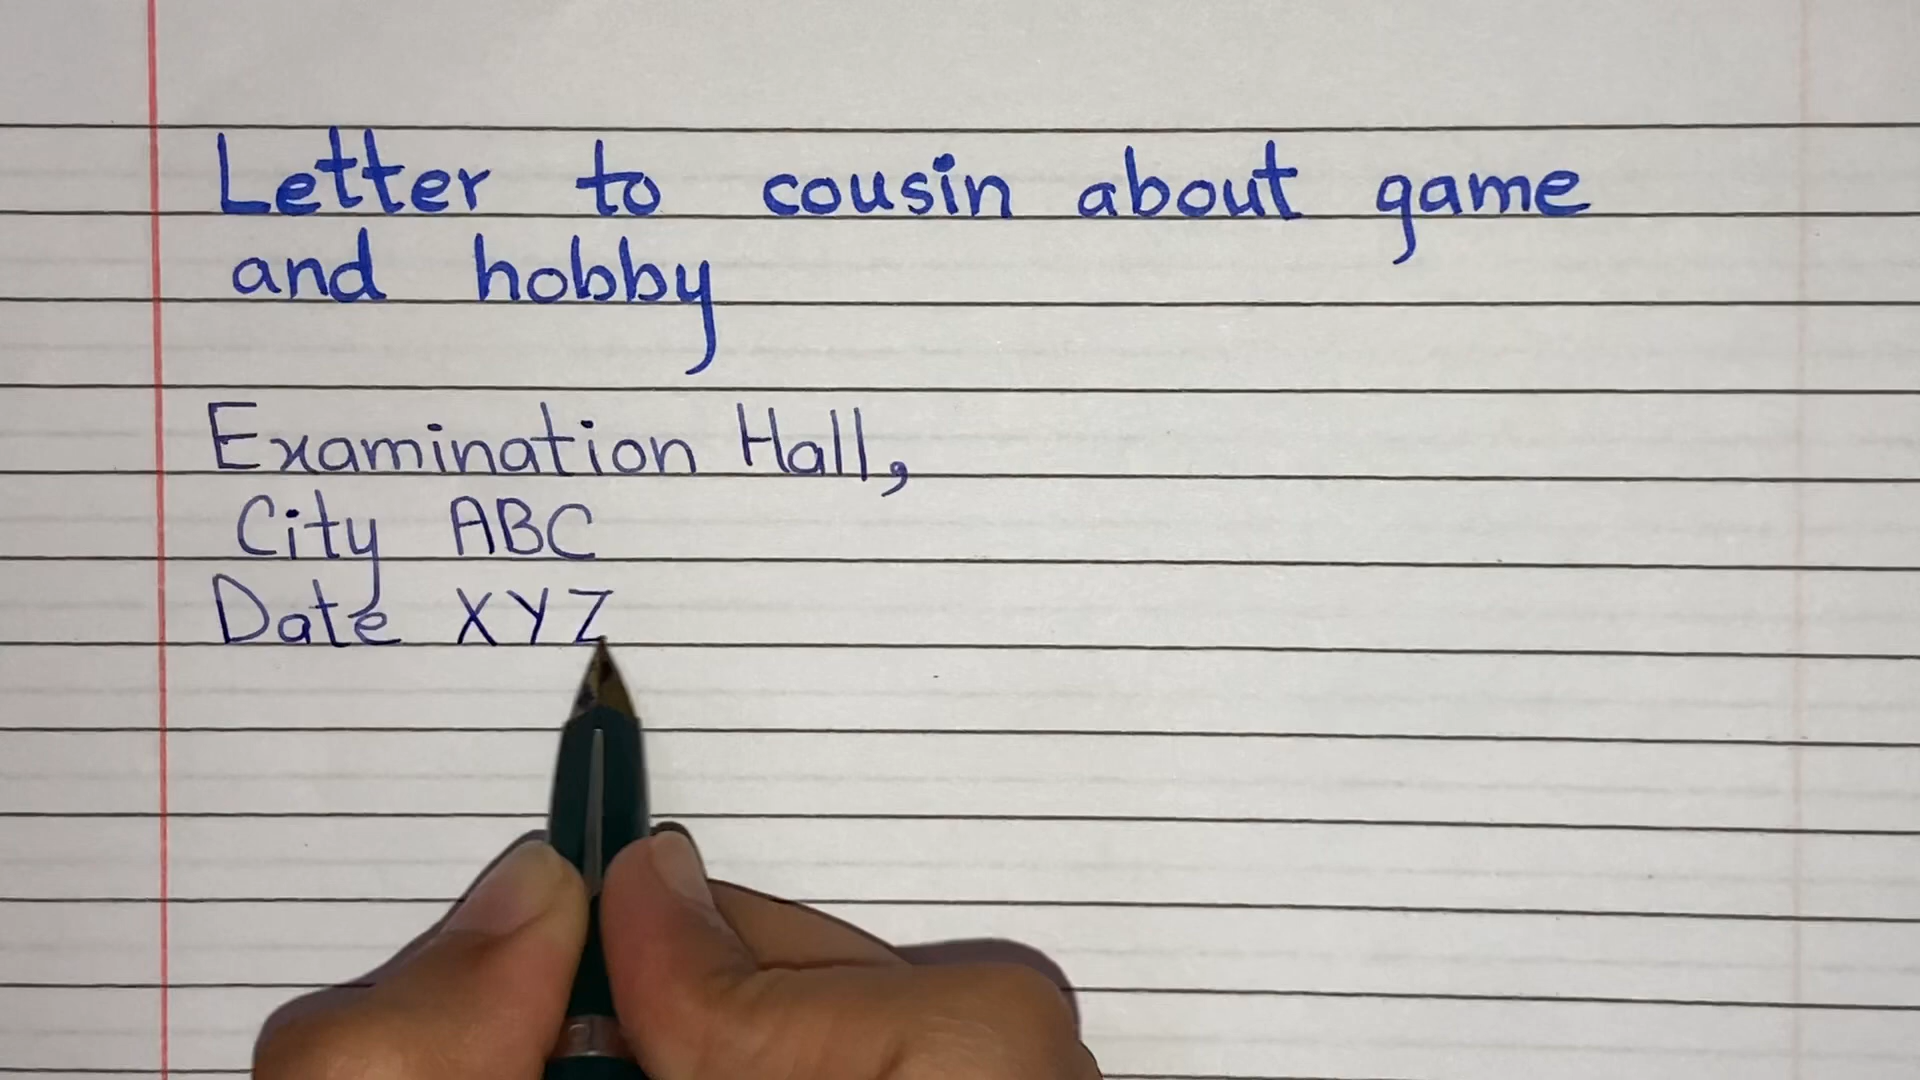 Letter to cousin about game
and hobby
Examination Hall,
City ABC
Date XYZ